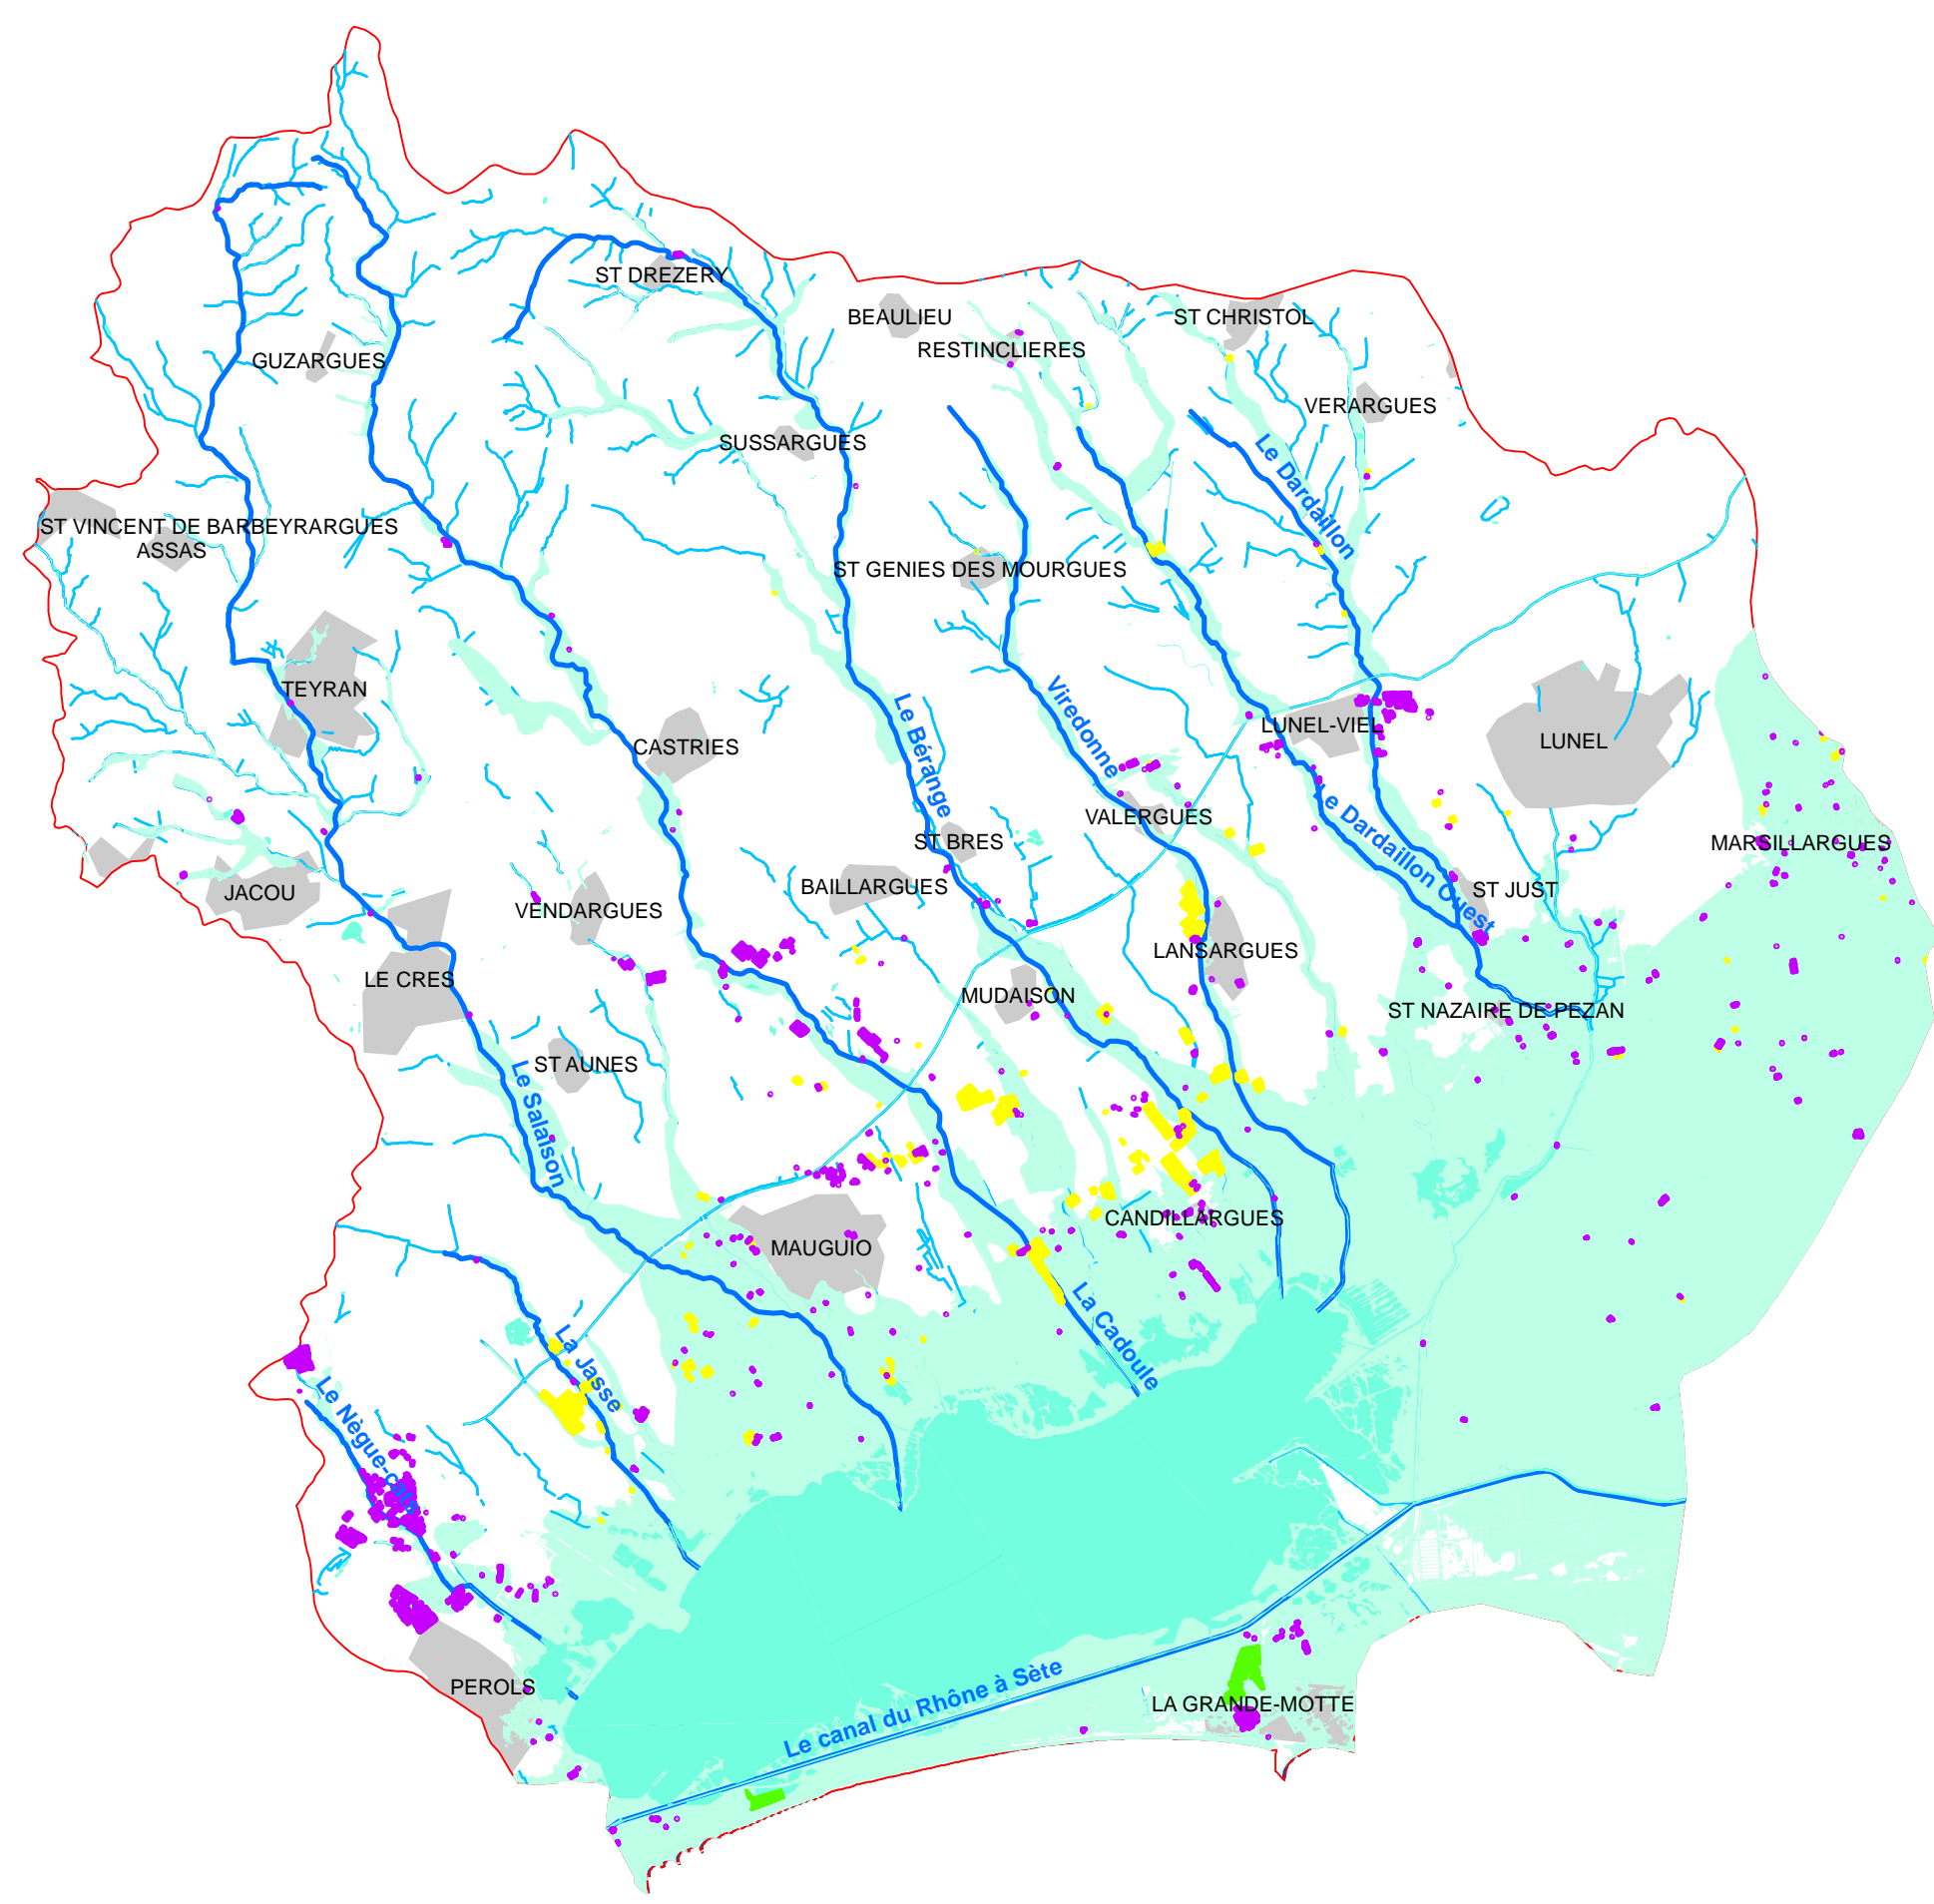 ST DREZERY
BEAULIEU
ST CHRISTOL
RESTINCLIERES
GUZARGUES
VERARGUES
SUSSARGUES
Le Dardaillon
ST VINCENT DE BARBEYRARGUES
ASSAS
ST GENIES DES MOURGUES
TEYRAN
Viredonne
LUNEL-VIEL
LUNEL
CASTRIES
Le Bérange
VALERGUES
Le Dardaillon Ouest
ST BRES
MARSILLARGUES
BAILLARGUES
JACOU
ST JUST
VENDARGUES
LANSARGUES
LE CRES
MUDAISON
ST NAZAIRE DE PEZAN
ST AUNES
Le Salaison
CANDILLARGUES
MAUGUIO
La Cadoule
La Jasse
Le Nègue-cats
PEROLS
Le canal du Rhône à Sète
LA GRANDE-MOTTE